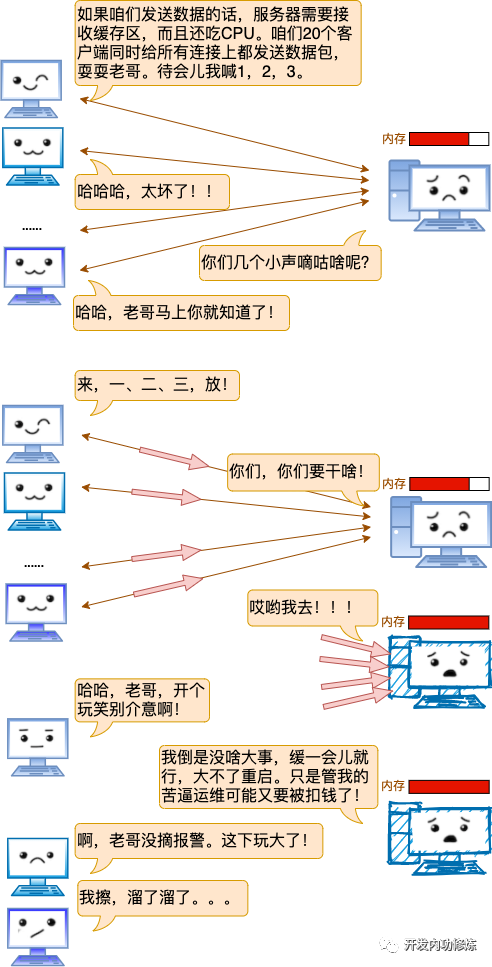 如果咱们发送数据的话，服务器需要接
收缓存区，而且还吃CPU。咱们20个客
户端同时给所有连接上都发送数据包，
耍耍老哥。待会儿我喊1，2，3。
内存
哈哈哈，太坏了！！
......
你们几个小声嘀咕啥呢？
哈哈，老哥马上你就知道了！
来，一、二、三，放！
你们，你们要干啥！
内存
......
哎哟我去！！！
内存
哈哈，老哥，开个
玩笑别介意啊！
我倒是没啥大事，缓一会儿就
行，大不了重启。只是管我的
苦逼运维可能又要被扣钱了！
内存
啊，老哥没摘报警。这下玩大了！
我擦，溜了溜了。。。
开发内功修炼